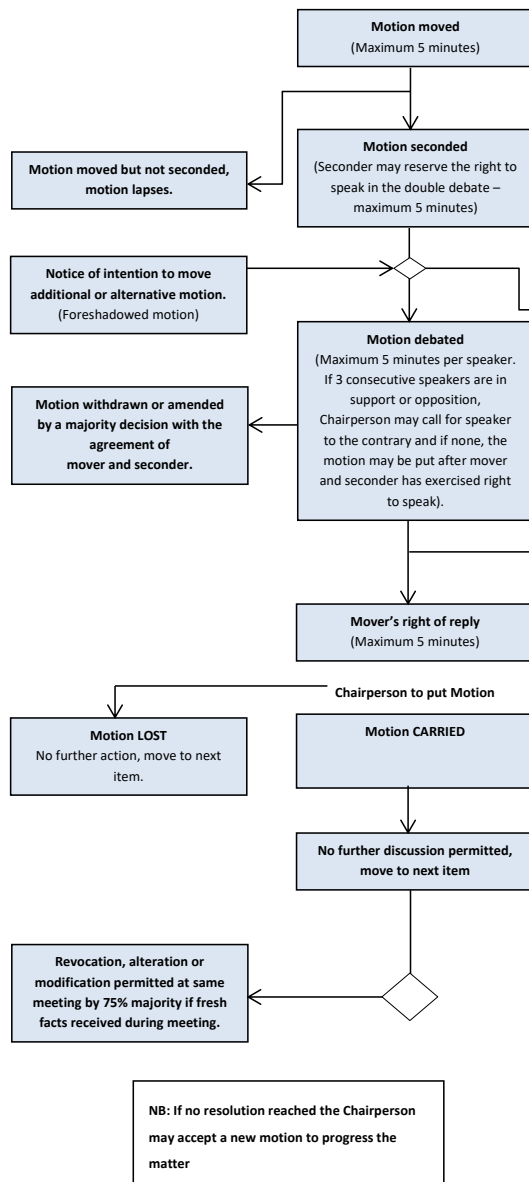 Motion moved
(Maximum 5 minutes)
Motion seconded
(Seconder may reserve the right to
speak in the double debate –
maximum 5 minutes)
Motion moved but not seconded,
motion lapses.
Notice of intention to move
additional or alternative motion.
(Foreshadowed motion)
Motion debated
(Maximum 5 minutes per speaker.
If 3 consecutive speakers are in
support or opposition,
Chairperson may call for speaker
to the contrary and if none, the
motion may be put after mover
and seconder has exercised right
to speak).
Motion withdrawn or amended
by a majority decision with the
agreement of
mover and seconder.
Mover’s right of reply
(Maximum 5 minutes)
Chairperson to put Motion
Motion LOST
No further action, move to next
item.
Motion CARRIED
No further discussion permitted,
move to next item
Revocation, alteration or
modification permitted at same
meeting by 75% majority if fresh
facts received during meeting.
NB: If no resolution reached the Chairperson
may accept a new motion to progress the
matter